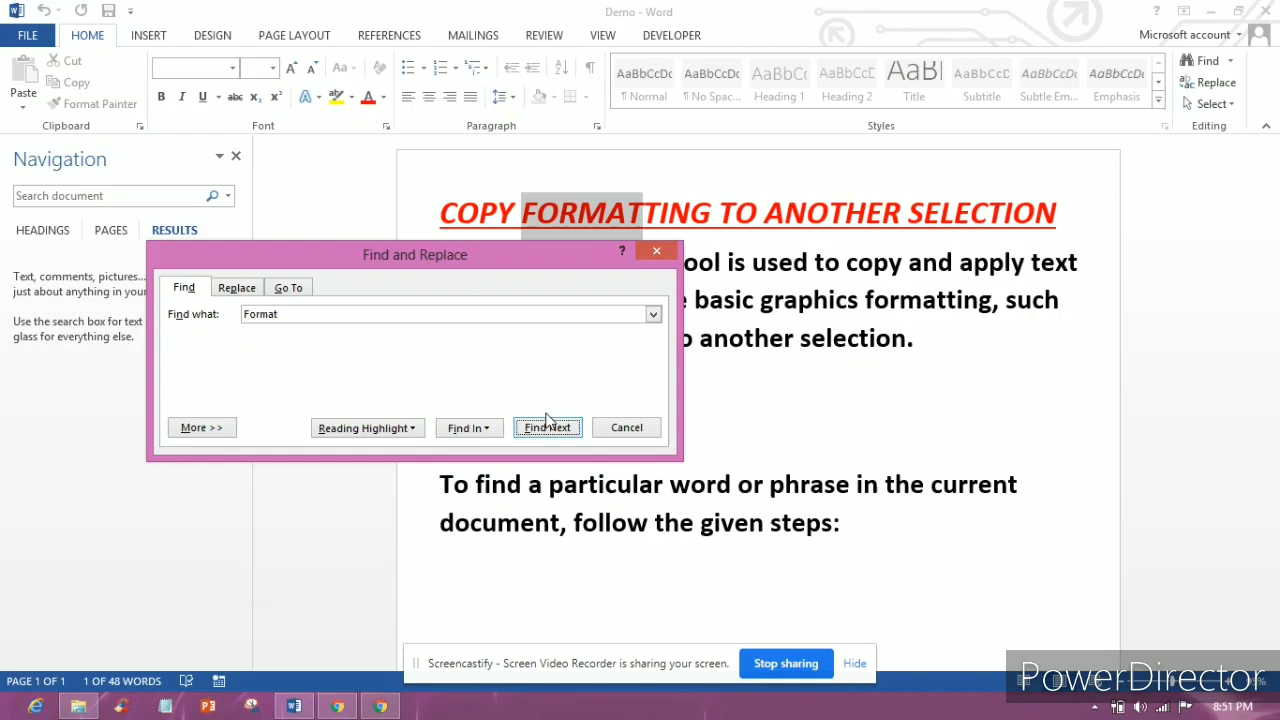 Demo - Word
?
FILE
HOME
INSERT
DESIGN
PAGE LAYOUT
REFERENCES
MAILINGS
REVIEW
VIEW
DEVELOPER
Microsoft account
Paste
Cut
Copy
Format Painter
Clipboard
Aa
B I U abc x₂ x²
A
A
Font
Paragraph
AaBbCcDc
¶ Normal
AaBbCcDc
¶ No Spac...
AaBbCc
Heading 1
AaBbCcC
Heading 2
AaBl
Title
AaBbCcC
Subtitle
AaBbCcDc
Subtle Em...
AaBbCcDc
Emphasis
Styles
Find
Replace
Select
Editing
Navigation
Search document
HEADINGS
PAGES
RESULTS
Text, comments, pictures...
just about anything in your
Use the search box for text
glass for everything else.
COPY FORMATTING TO ANOTHER SELECTION
ool is used to copy and apply text
basic graphics formatting, such
o another selection.
To find a particular word or phrase in the current
document, follow the given steps:
Find and Replace
?
Find
Replace
Go To
Find what:
Format
More >>
Reading Highlight
Find In
Find Next
Cancel
Screencastify - Screen Video Recorder is sharing your screen.
Stop sharing
Hide
PAGE 1 OF 1
1 OF 48 WORDS
PowerDirector
8:51 PM